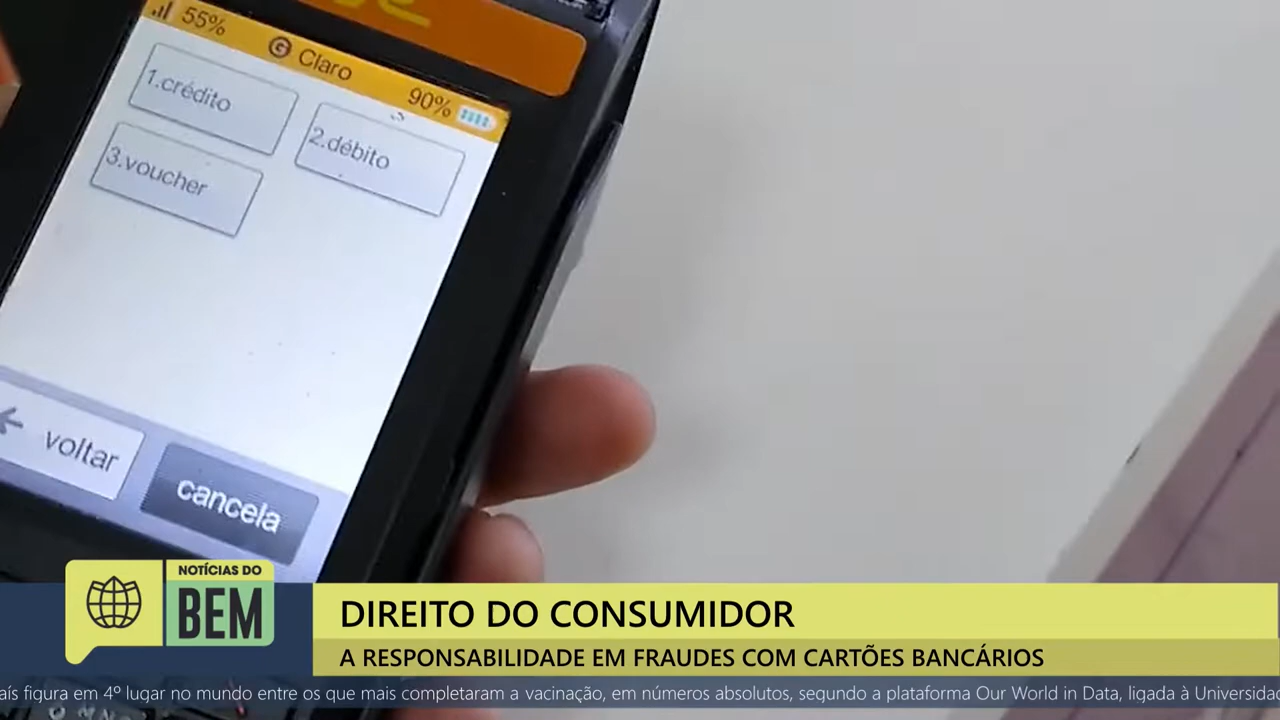 55%
Claro
90%
1.crédito
2.débito
3.voucher
voltar
cancela
NOTÍCIAS DO
BEM
DIREITO DO CONSUMIDOR
A RESPONSABILIDADE EM FRAUDES COM CARTÕES BANCÁRIOS
aís figura em 4º lugar no mundo entre os que mais completaram a vacinação, em números absolutos, segundo a plataforma Our World in Data, ligada à Universidad